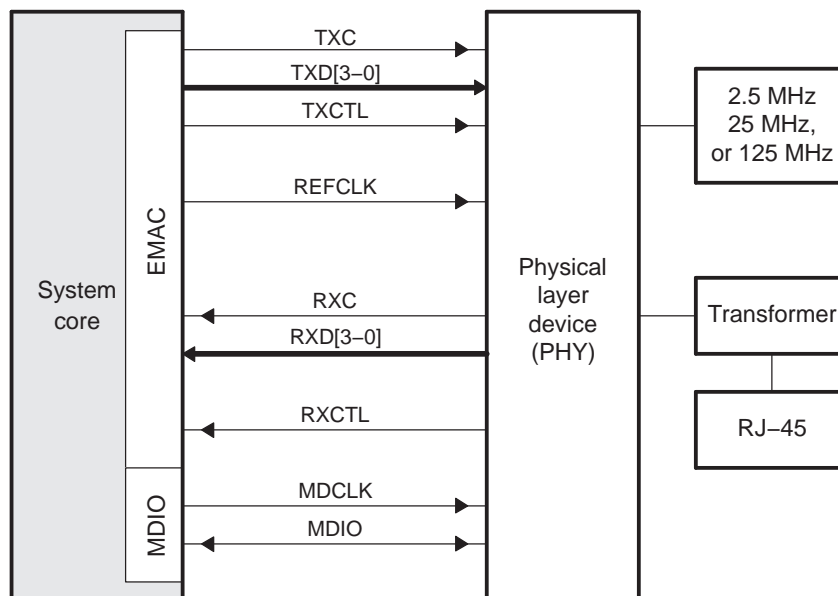 TXC
TXD[3−0]
TXCTL
REFCLK
RXC
RXD[3−0]
RXCTL
MDCLK
MDIO
System
core
EMAC
MDIO
Physical
layer
device
(PHY)
2.5 MHz
25 MHz,
or 125 MHz
Transformer
RJ−45